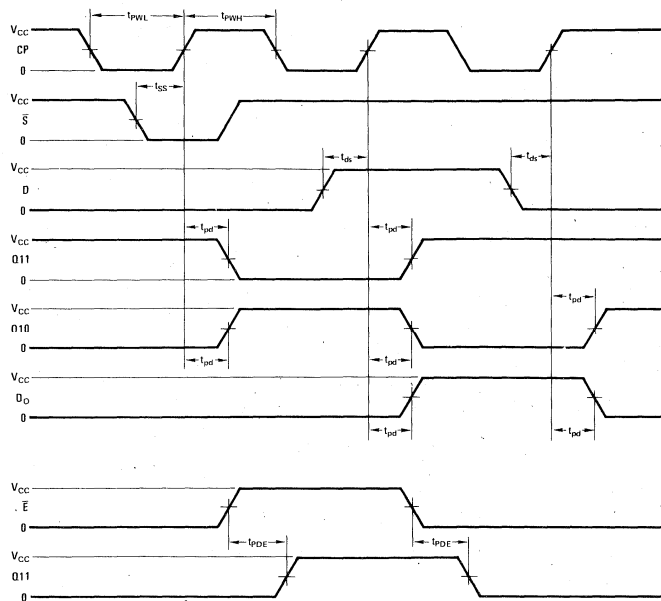 tPWL tPWH
VCC
CP
0
tSS
VCC
S̅
0
tds tds
VCC
D
0
tpd tpd
VCC
Q11
0
tpd
VCC
Q10
0
tpd tpd
VCC
DO
0
tpd tpd
VCC
E̅
0
tPDE tPDE
VCC
Q11
0